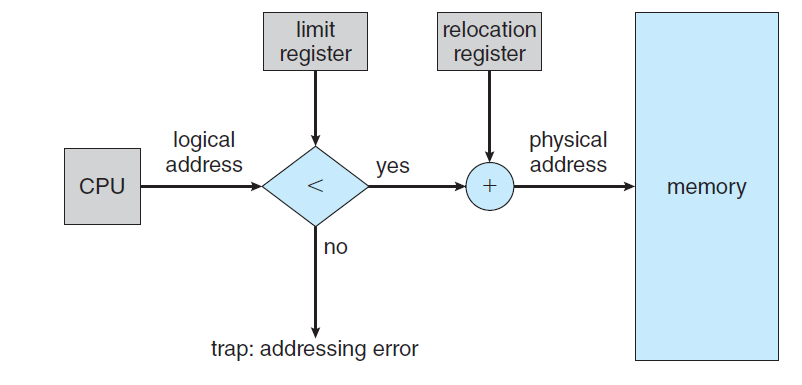 limit
register
relocation
register
logical
address
physical
address
CPU
<
yes
+
memory
no
trap: addressing error